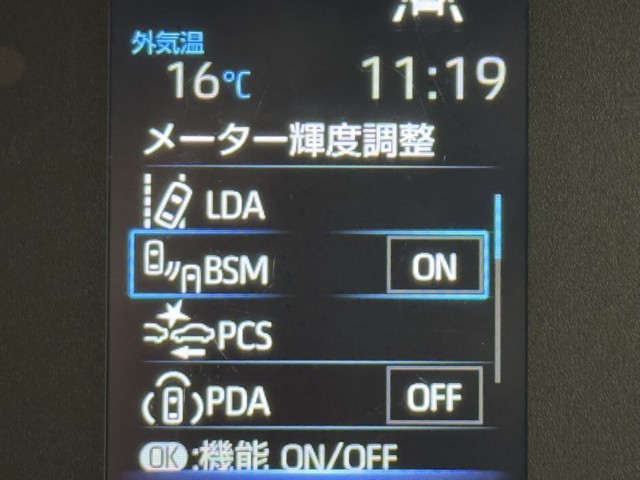 外気温
16℃ 11:19
メーター輝度調整
LDA
BSM ON
PCS
PDA OFF
OK:機能 ON/OFF